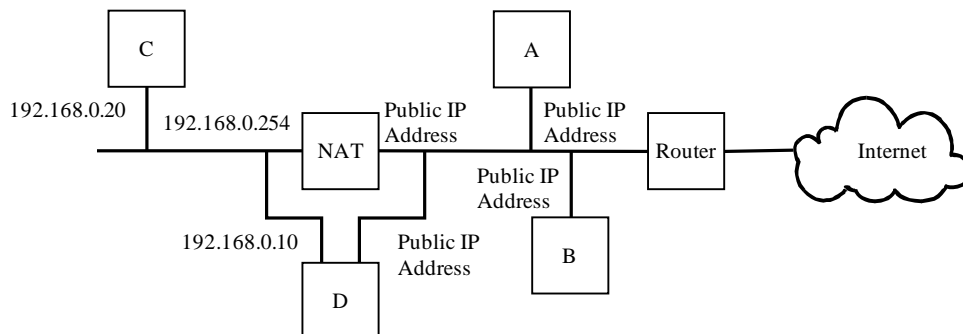 C
A
192.168.0.20
192.168.0.254
Public IP
Address
Public IP
Address
NAT
Router
Internet
Public IP
Address
192.168.0.10
Public IP
Address
B
D